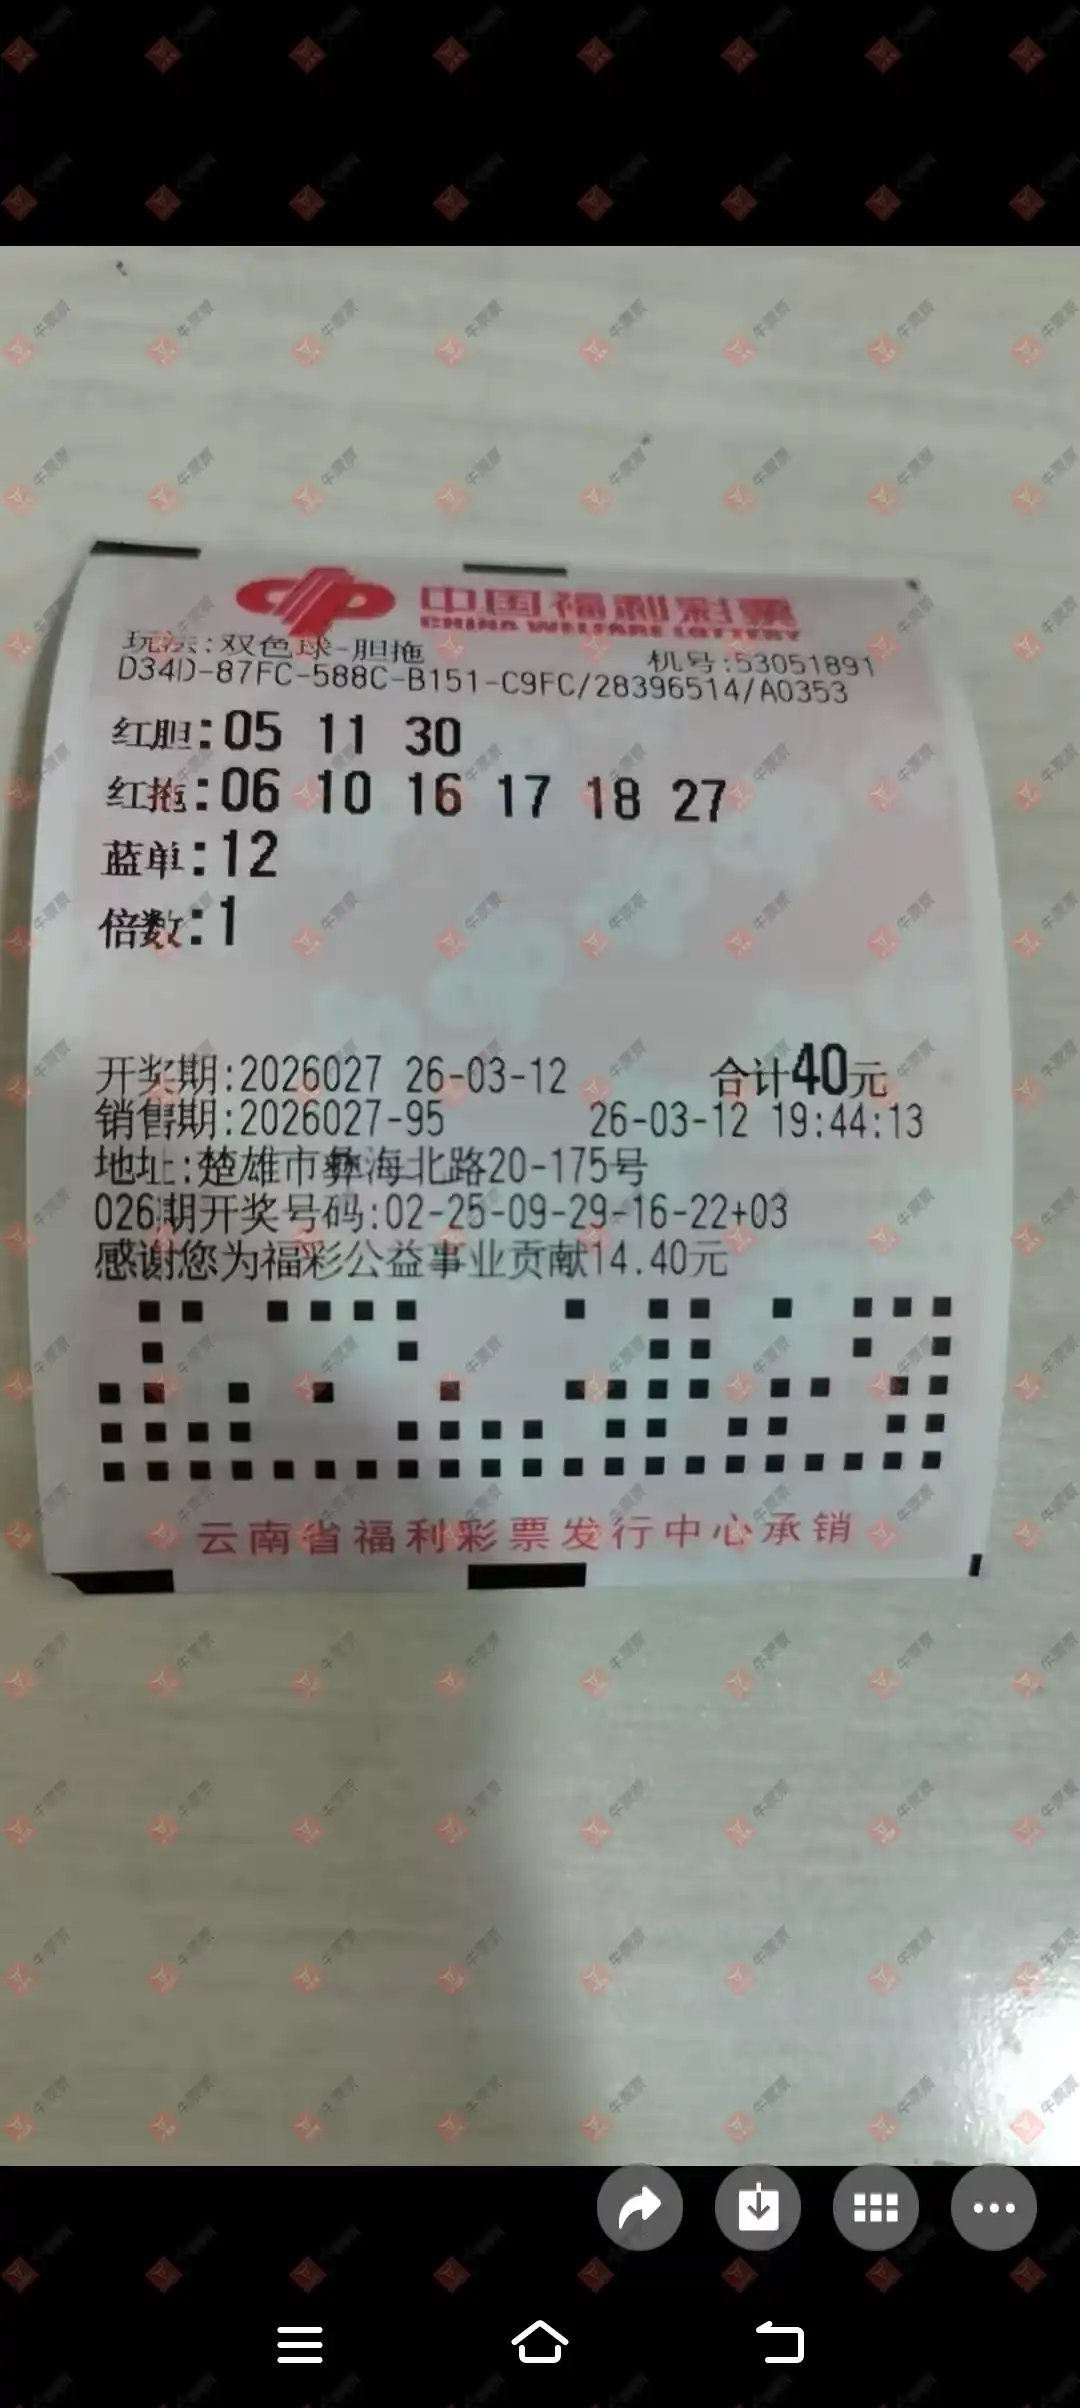 中国福利彩票
CHINA WELFARE LOTTERY
玩法:双色球-胆拖 机号:53051891
D34D-87FC-588C-B151-C9FC/28396514/A0353
红胆:05 11 30
红拖:06 10 16 17 18 27
蓝单:12
倍数:1
开奖期:2026027 26-03-12 合计40元
销售期:2026027-95 26-03-12 19:44:13
地址:楚雄市彝海北路20-175号
026期开奖号码:02-25-09-29-16-22+03
感谢您为福彩公益事业贡献14.40元
云南省福利彩票发行中心承销